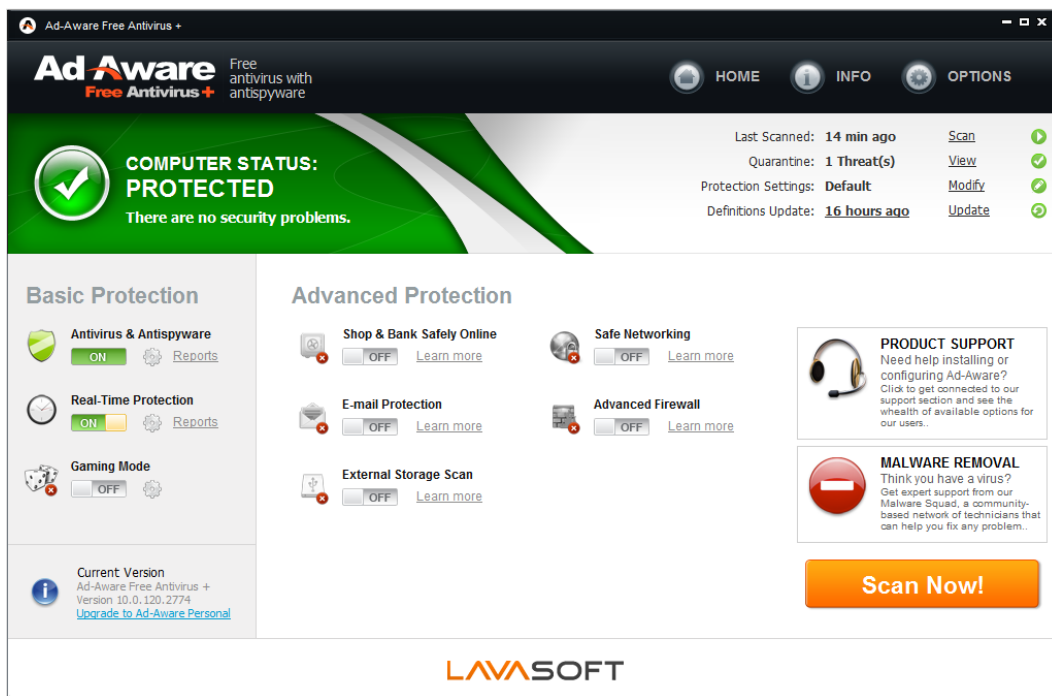 Ad-Aware Free Antivirus +
Ad-Aware
Free Antivirus+
Free
antivirus with
antispyware
HOME
INFO
OPTIONS
COMPUTER STATUS:
PROTECTED
There are no security problems.
Last Scanned: 14 min ago Scan
Quarantine: 1 Threat(s) View
Protection Settings: Default Modify
Definitions Update: 16 hours ago Update
Basic Protection
Antivirus & Antispyware
ON Reports
Real-Time Protection
ON Reports
Gaming Mode
OFF
Current Version
Ad-Aware Free Antivirus +
Version 10.0.120.2774
Upgrade to Ad-Aware Personal
Advanced Protection
Shop & Bank Safely Online
OFF Learn more
E-mail Protection
OFF Learn more
External Storage Scan
OFF Learn more
Safe Networking
OFF Learn more
Advanced Firewall
OFF Learn more
PRODUCT SUPPORT
Need help installing or
configuring Ad-Aware?
Click to get connected to our
support section and see the
whealth of available options for
our users..
MALWARE REMOVAL
Think you have a virus?
Get expert support from our
Malware Squad, a community-
based network of technicians that
can help you fix any problem..
Scan Now!
LAVASOFT